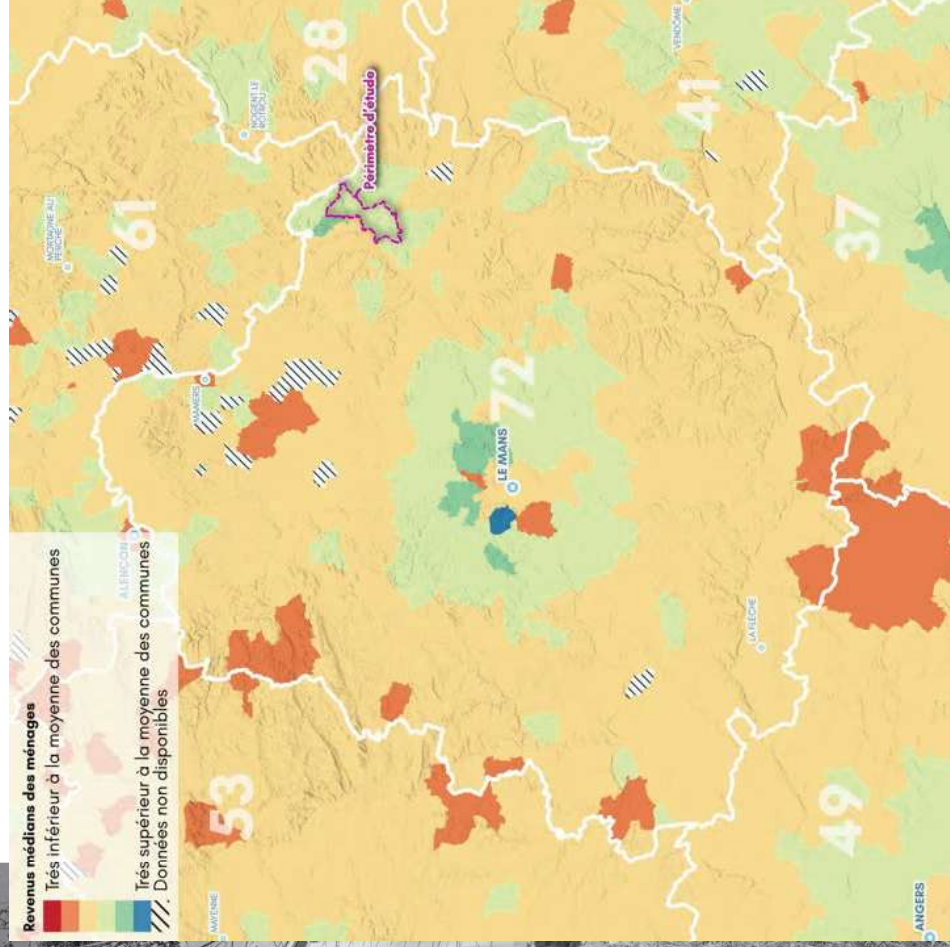 Revenus médians des ménages
Trés inférieur à la moyenne des communes
Trés supérieur à la moyenne des communes
Données non disponibles
MAYENNE
53
ALENÇON
MAMERS
MORTAGNE AU
PERCHE
61
NOGENT LE
ROTROU
28
Périmètre d'étude
LE MANS
72
41
VENDÔME
LA FLÈCHE
37
49
ANGERS